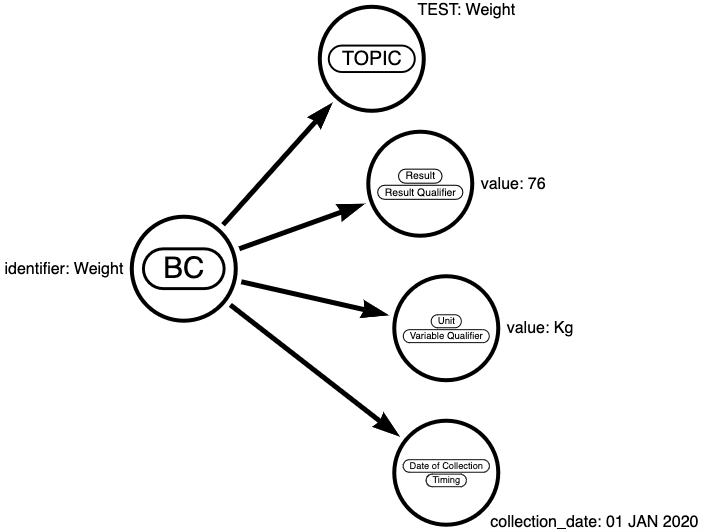 TEST: Weight
TOPIC
Result
Result Qualifier
value: 76
identifier: Weight
BC
Unit
Variable Qualifier
value: Kg
Date of Collection
Timing
collection_date: 01 JAN 2020